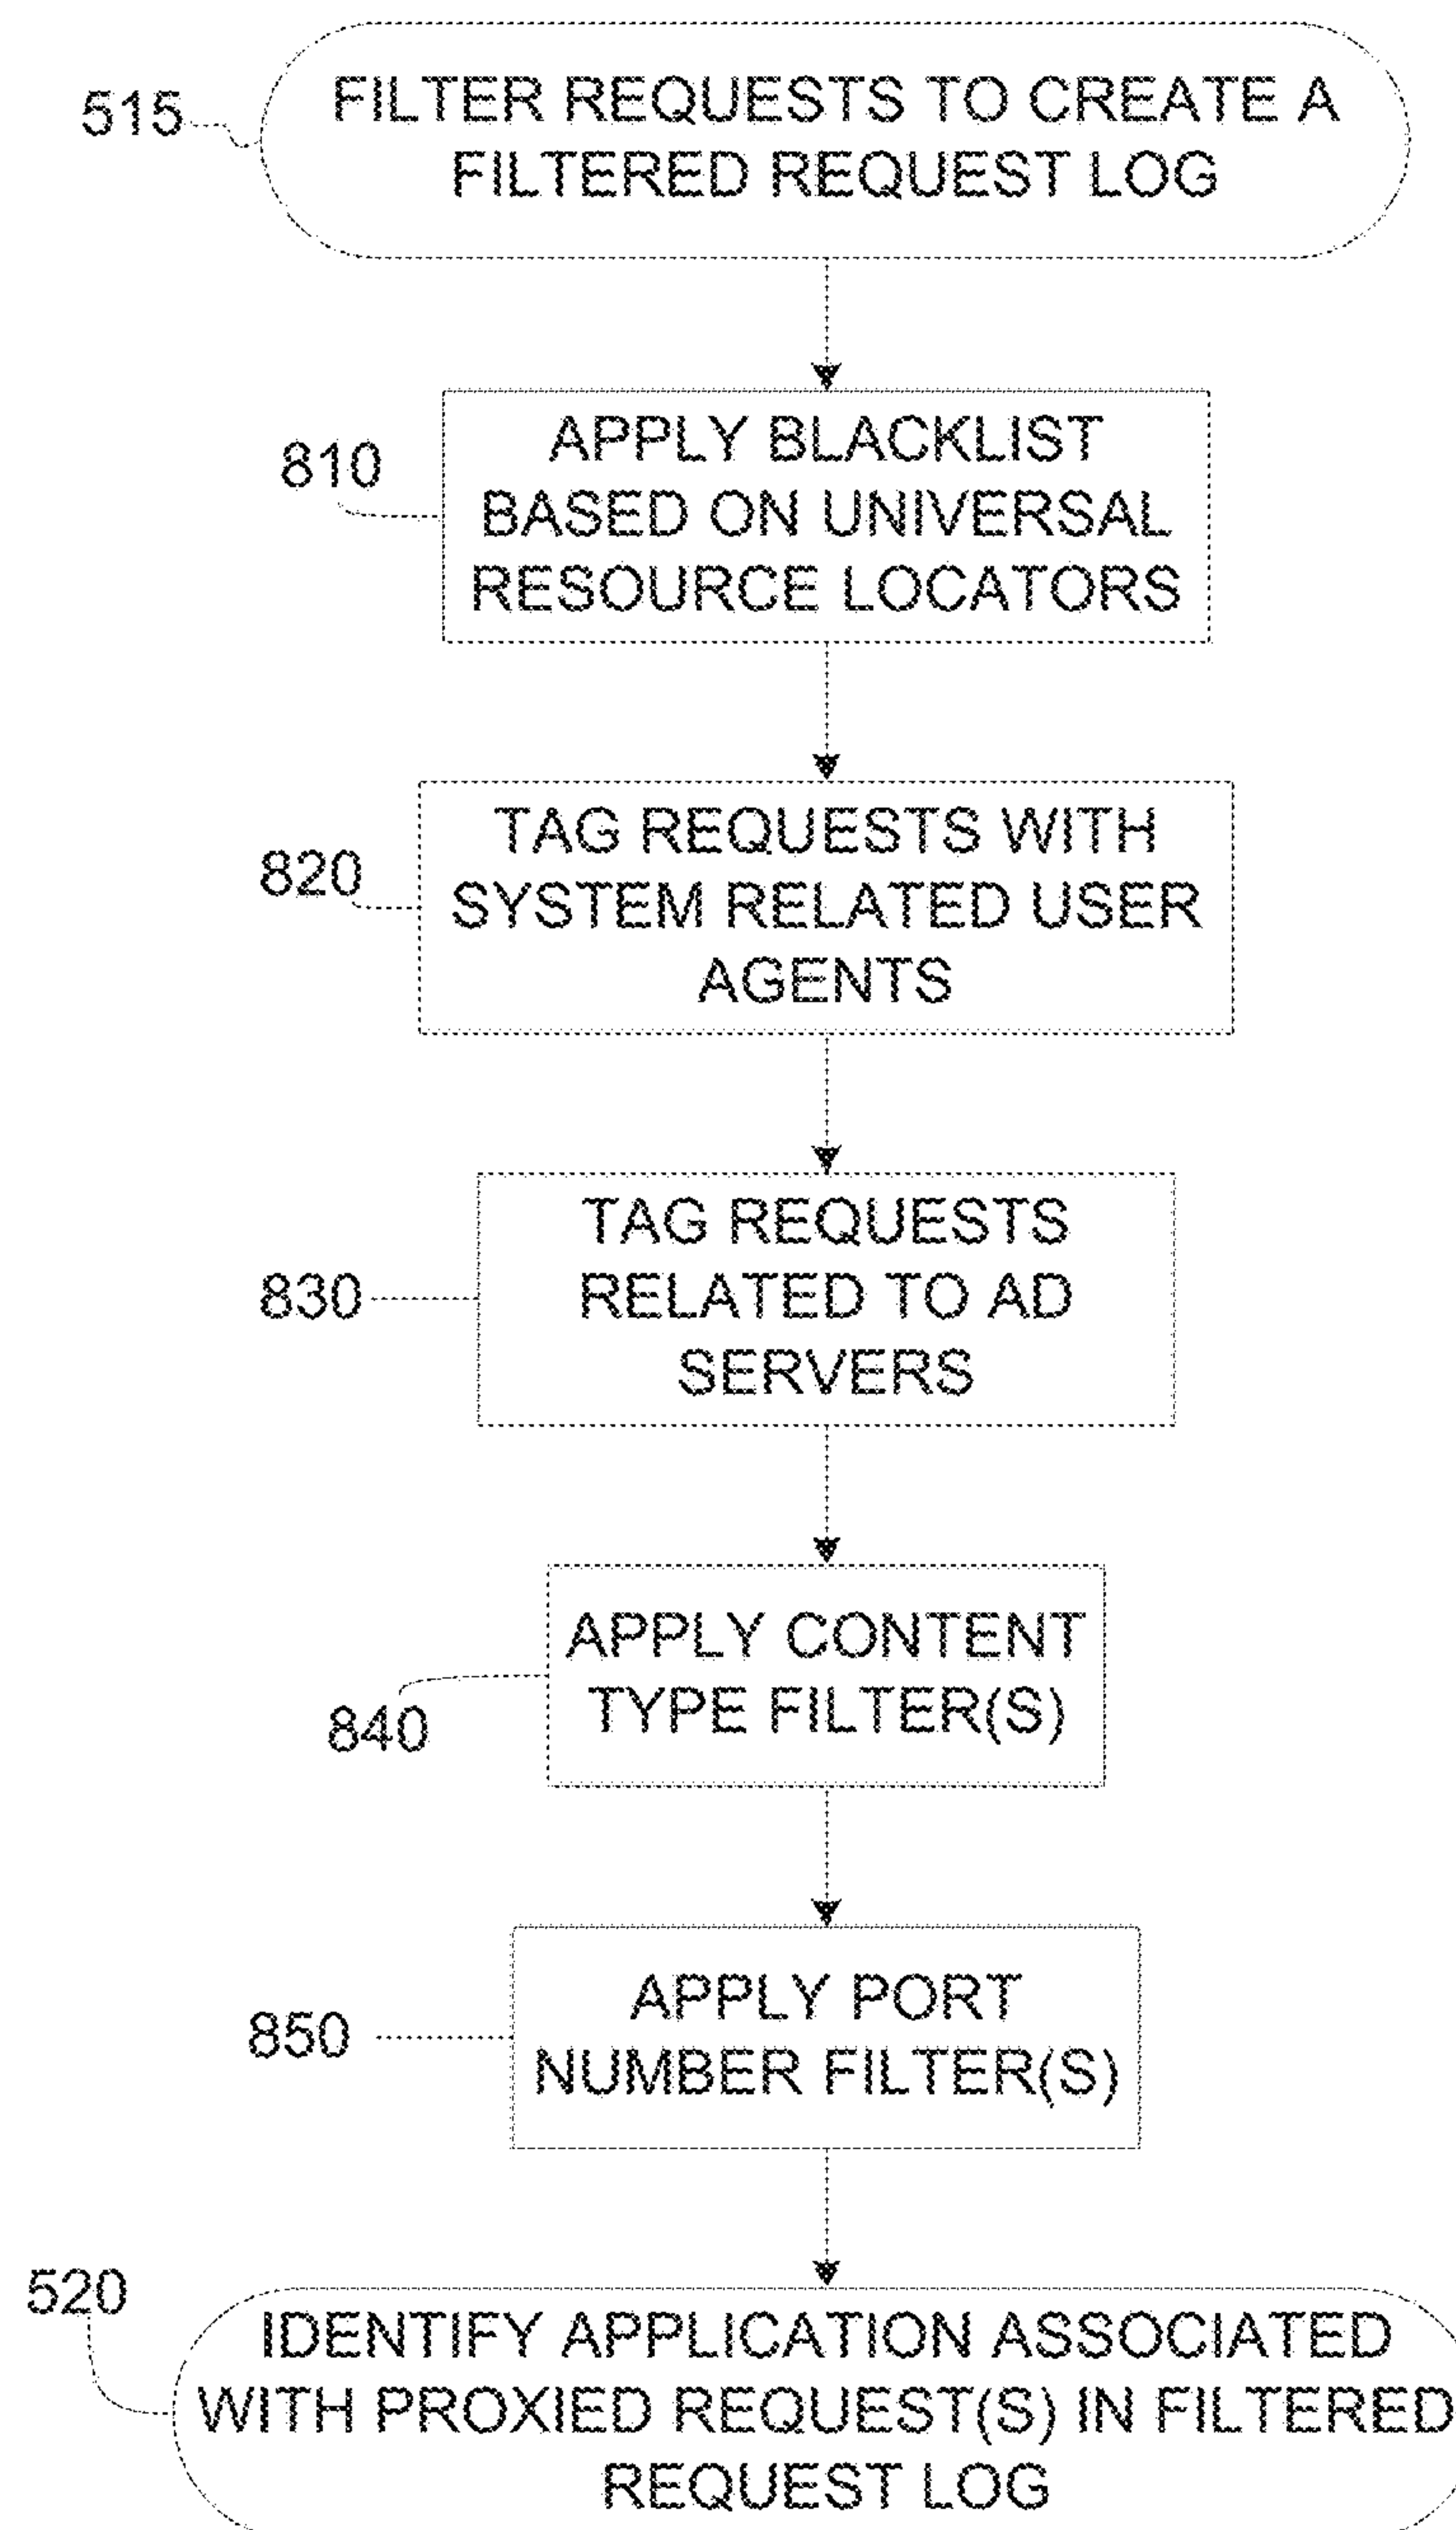 515
FILTER REQUESTS TO CREATE A
FILTERED REQUEST LOG
810
APPLY BLACKLIST
BASED ON UNIVERSAL
RESOURCE LOCATORS
820
TAG REQUESTS WITH
SYSTEM RELATED USER
AGENTS
830
TAG REQUESTS
RELATED TO AD
SERVERS
840
APPLY CONTENT
TYPE FILTER(S)
850
APPLY PORT
NUMBER FILTER(S)
520
IDENTIFY APPLICATION ASSOCIATED
WITH PROXIED REQUEST(S) IN FILTERED
REQUEST LOG